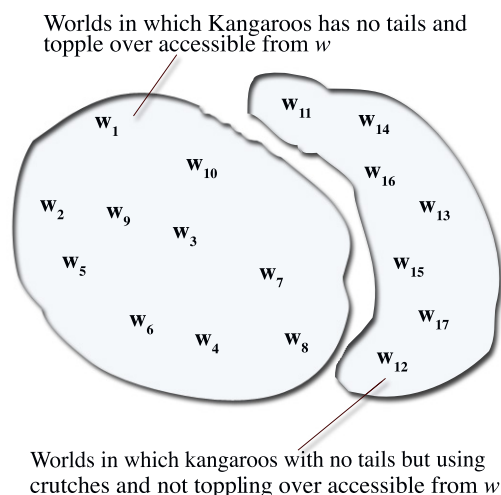 Worlds in which Kangaroos has no tails and
topple over accessible from w
w11
w1
w14
w10
w16
w2
w9
w13
w3
w5
w15
w7
w6
w17
w4
w8
w12
Worlds in which kangaroos with no tails but using
crutches and not toppling over accessible from w